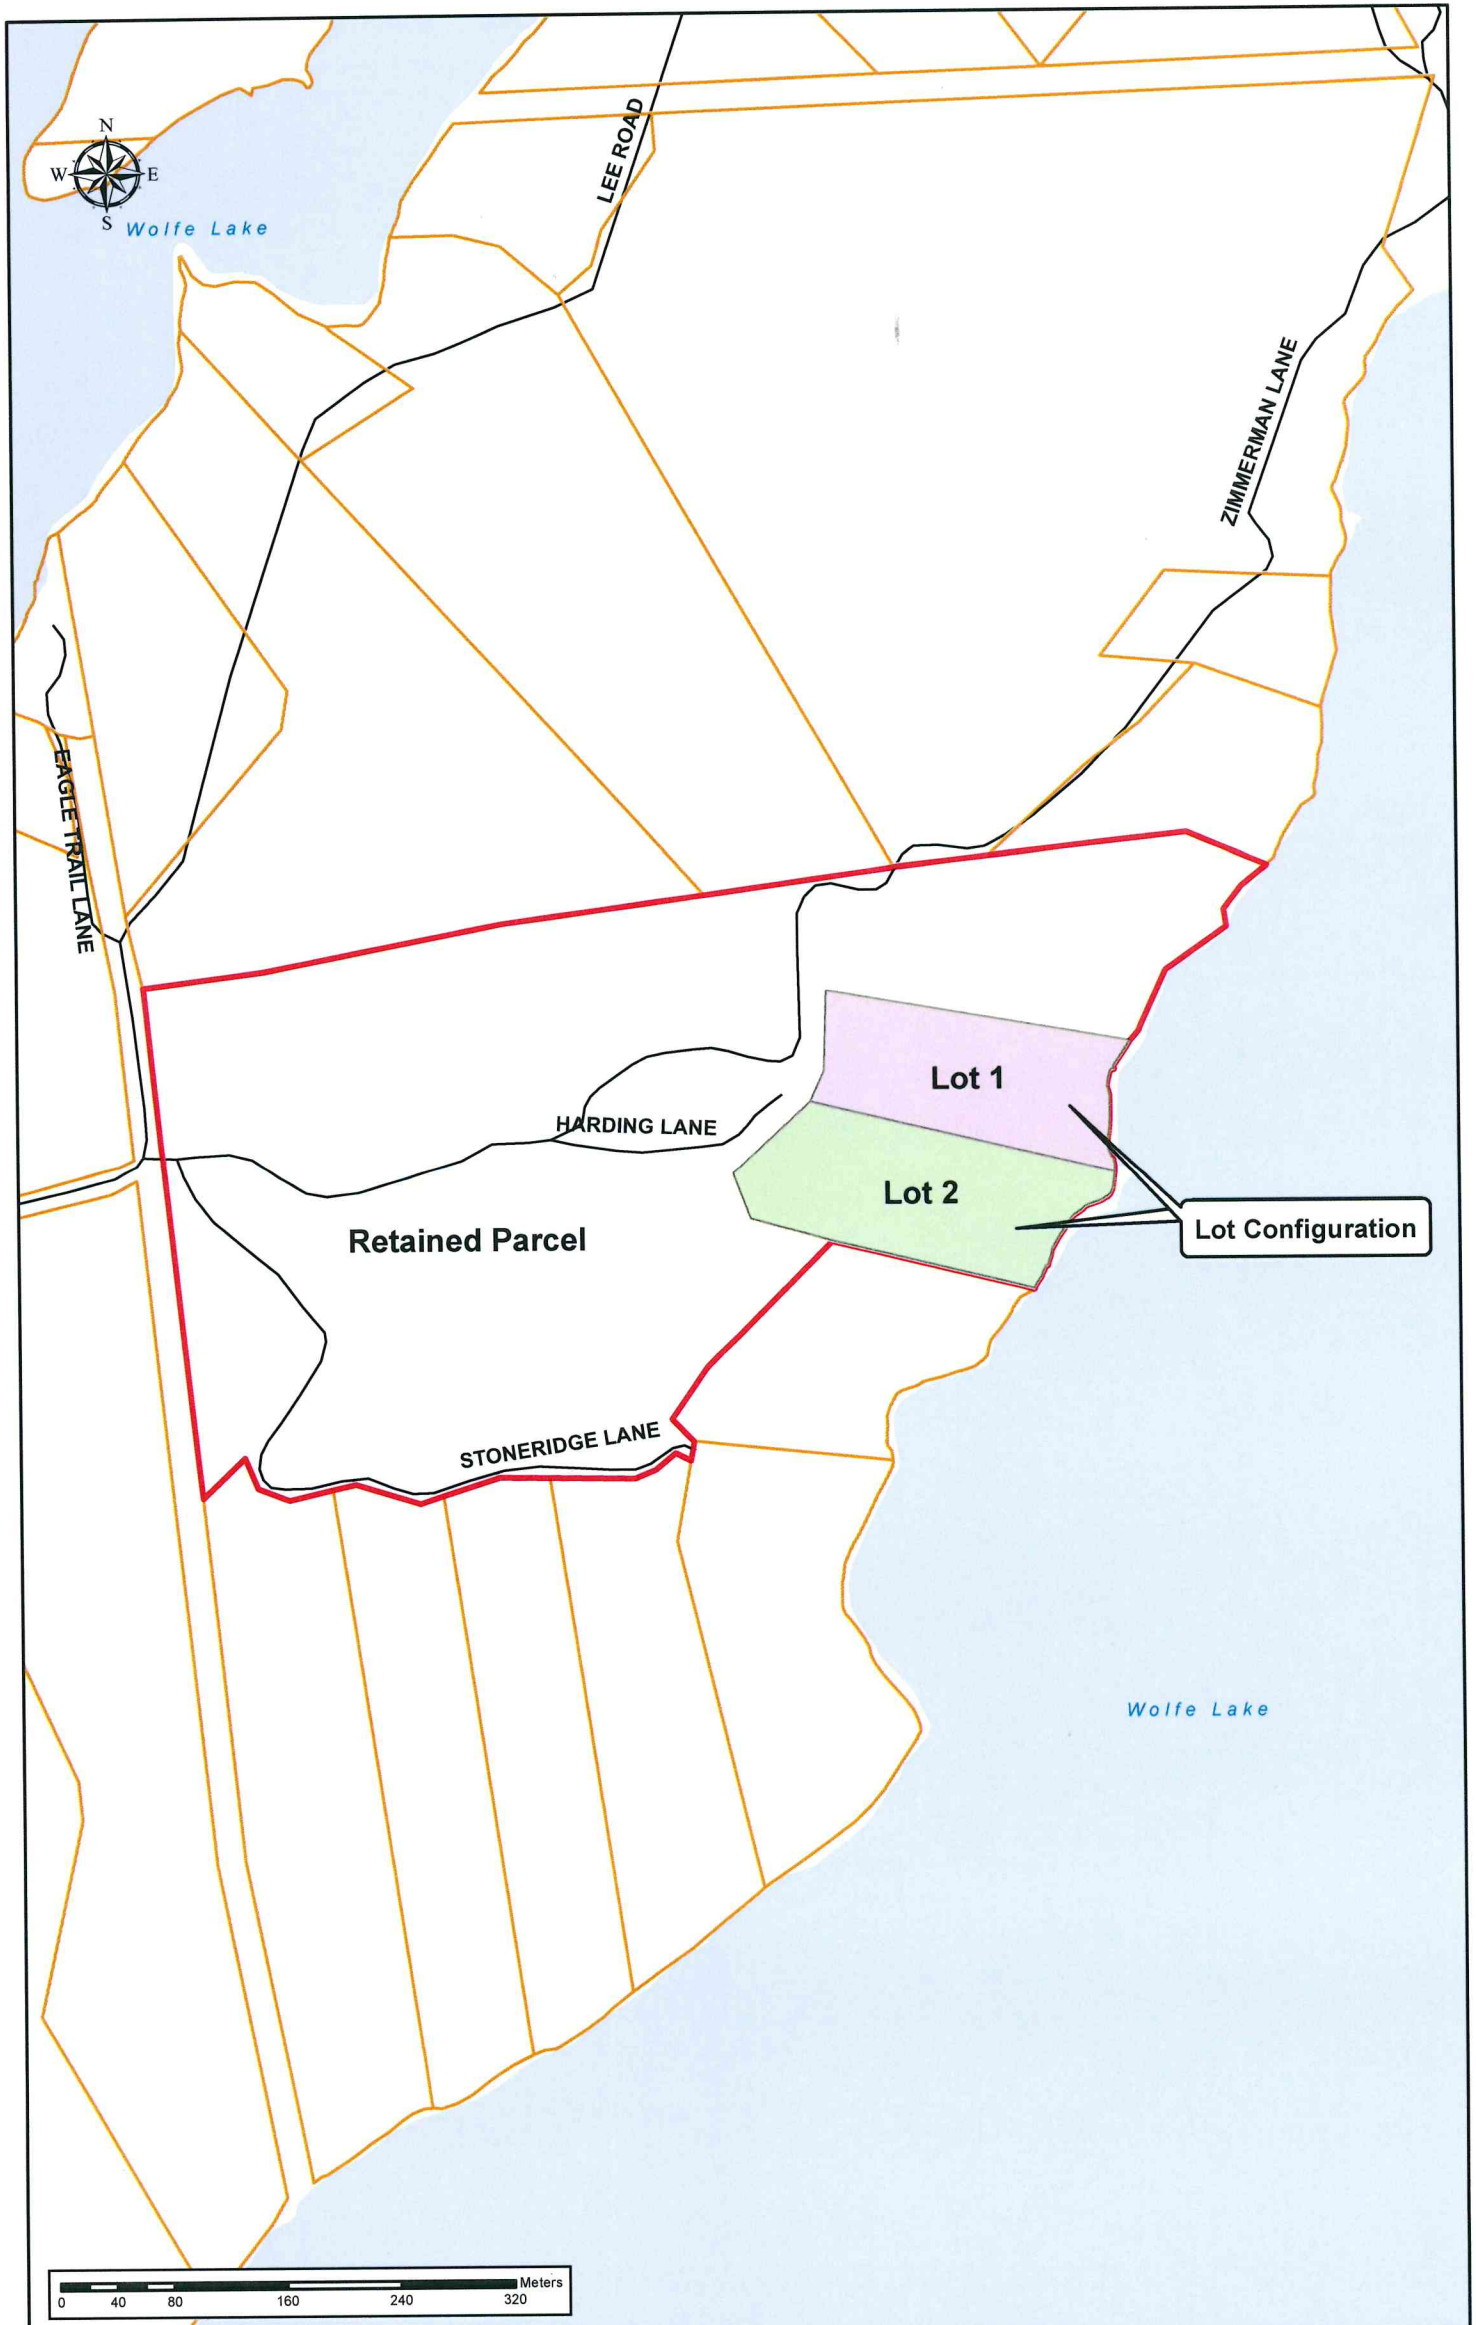 LEE ROAD
N
W E
S
Wolfe Lake
ZIMMERMAN LANE
EAGLE TRAIL LANE
Lot 1
HARDING LANE
Lot 2
Lot Configuration
Retained Parcel
STONERIDGE LANE
Wolfe Lake
Meters
0 40 80 160 240 320